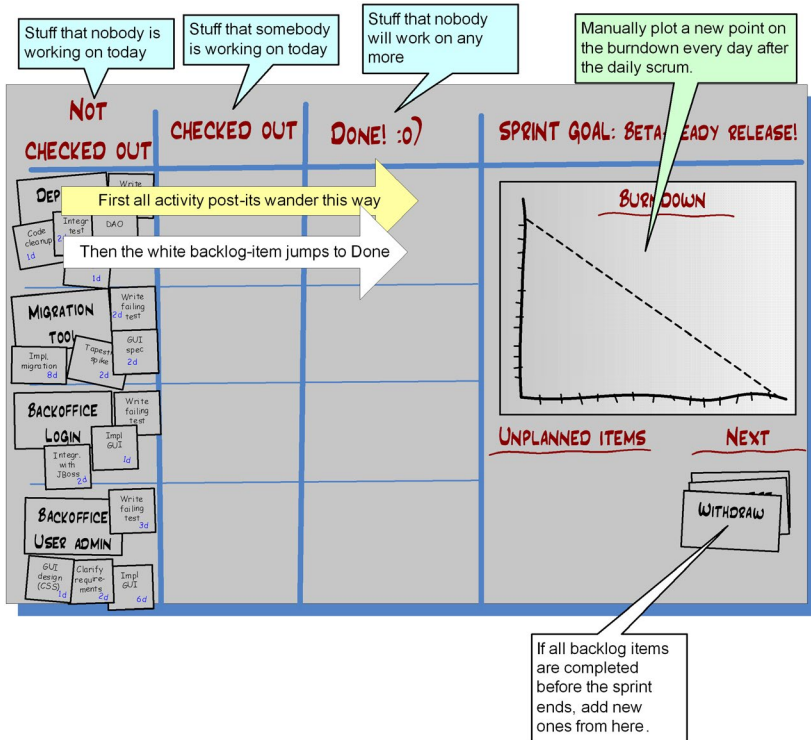 Stuff that nobody is
working on today
Stuff that somebody
is working on today
Stuff that nobody
will work on any
more
Manually plot a new point on
the burndown every day after
the daily scrum.
NOT
CHECKED OUT
CHECKED OUT
DONE! :o)
SPRINT GOAL: BETA-READY RELEASE!
First all activity post-its wander this way
Then the white backlog-item jumps to Done
DEP
Write
Code
cleanup
1d
Integr
test
2
DAO
1d
MIGRATION
TOOL
Write
failing
test
2d
GUI
spec
2d
Tapestry
spike
2d
Impl.
migration
8d
BACKOFFICE
LOGIN
Write
failing
test
Impl
GUI
1d
Integr.
with
JBoss
2d
BACKOFFICE
USER ADMIN
Write
failing
test
3d
GUI
design
(CSS)
1d
Clarify
require-
ments
2d
Impl
GUI
6d
BURNDOWN
UNPLANNED ITEMS
NEXT
WITHDRAW
If all backlog items
are completed
before the sprint
ends, add new
ones from here.